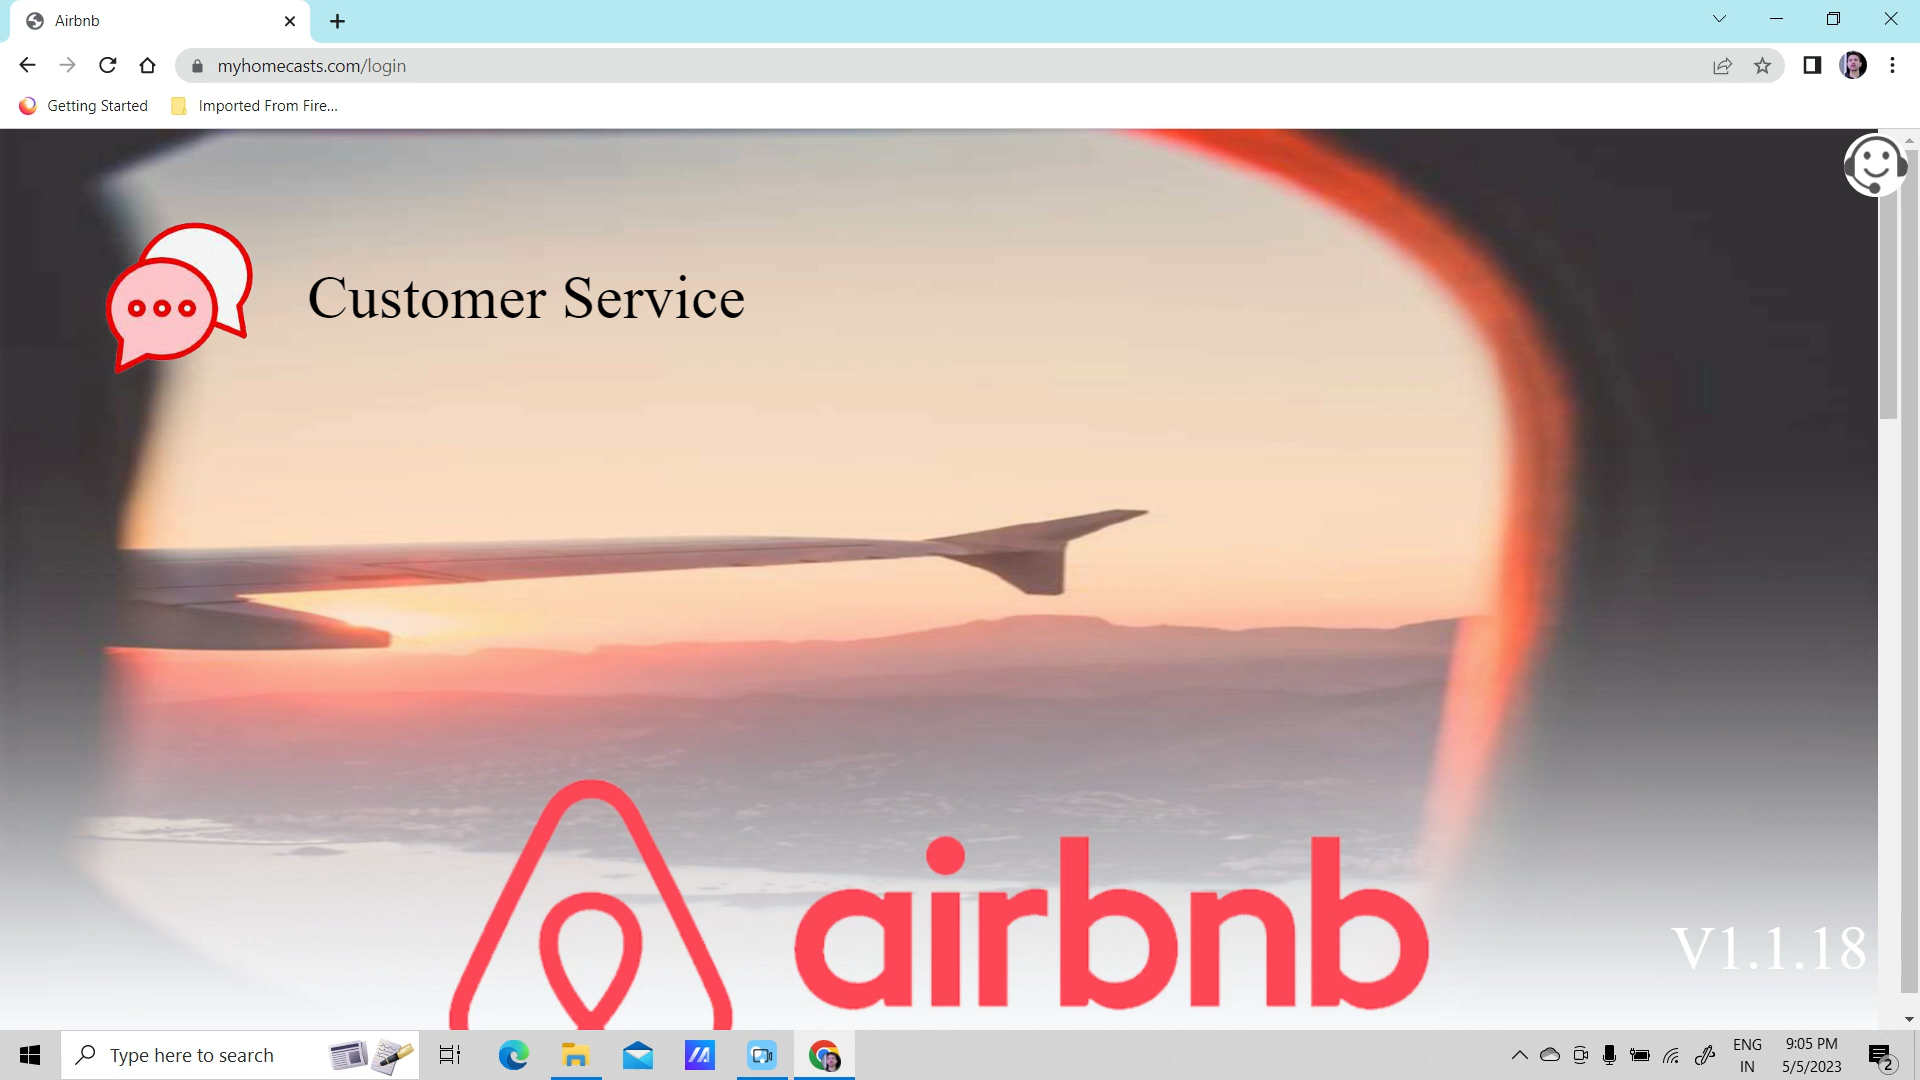 Airbnb
myhomecasts.com/login
Getting Started
Imported From Fire...
Customer Service
airbnb
V1.1.18
Type here to search
ENG
IN
9:05 PM
5/5/2023
2